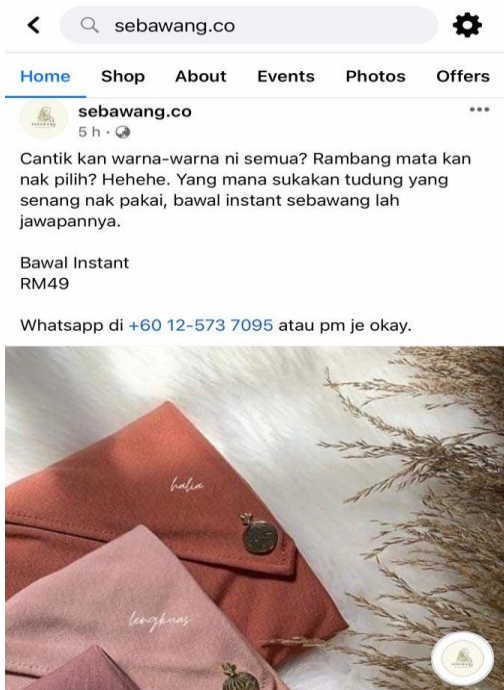 sebawang.co
Home Shop About Events Photos Offers
sebawang.co
5 h ·
Cantik kan warna-warna ni semua? Rambang mata kan
nak pilih? Hehehe. Yang mana sukakan tudung yang
senang nak pakai, bawal instant sebawang lah
jawapannya.
Bawal Instant
RM49
Whatsapp di +60 12-573 7095 atau pm je okay.
halia
lengkuas